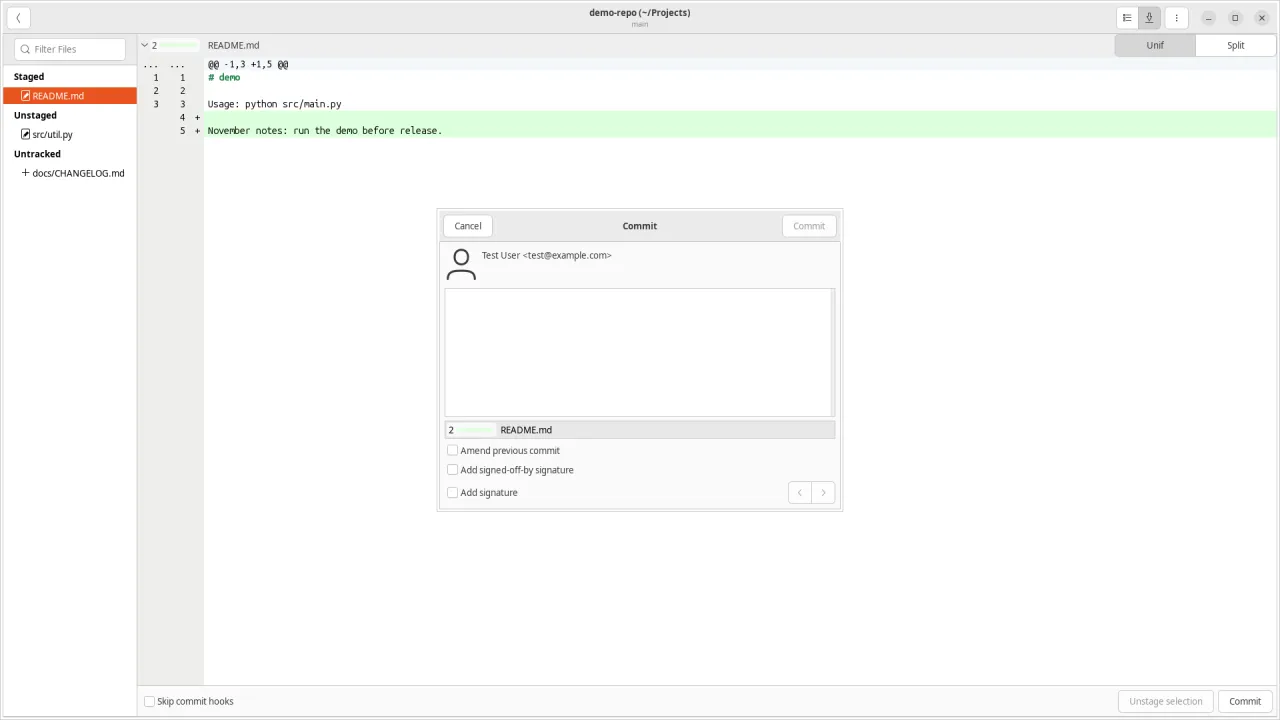 demo-repo (~/Projects)
main
Filter Files
Staged
README.md
Unstaged
src/util.py
Untracked
docs/CHANGELOG.md
2 README.md
Unif Split
... ... @@ -1,3 +1,5 @@
1 1 # demo
2 2
3 3 Usage: python src/main.py
4 +
5 + November notes: run the demo before release.
Cancel Commit Commit
Test User <test@example.com>
2 README.md
Amend previous commit
Add signed-off-by signature
Add signature
Skip commit hooks
Unstage selection Commit